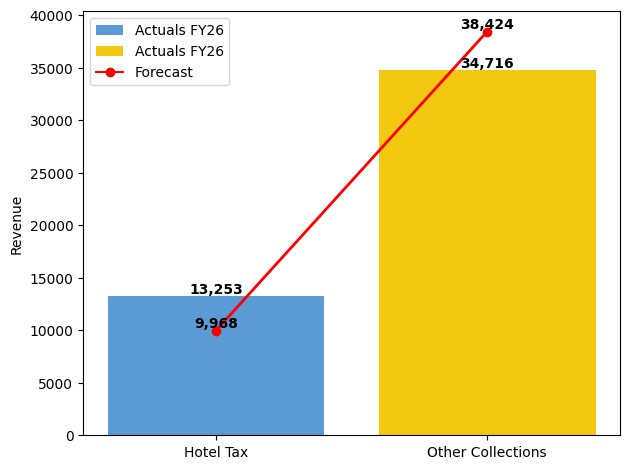 Actuals FY26
Actuals FY26
Forecast
Revenue
40000
35000
30000
25000
20000
15000
10000
5000
0
38,424
34,716
13,253
9,968
Hotel Tax
Other Collections